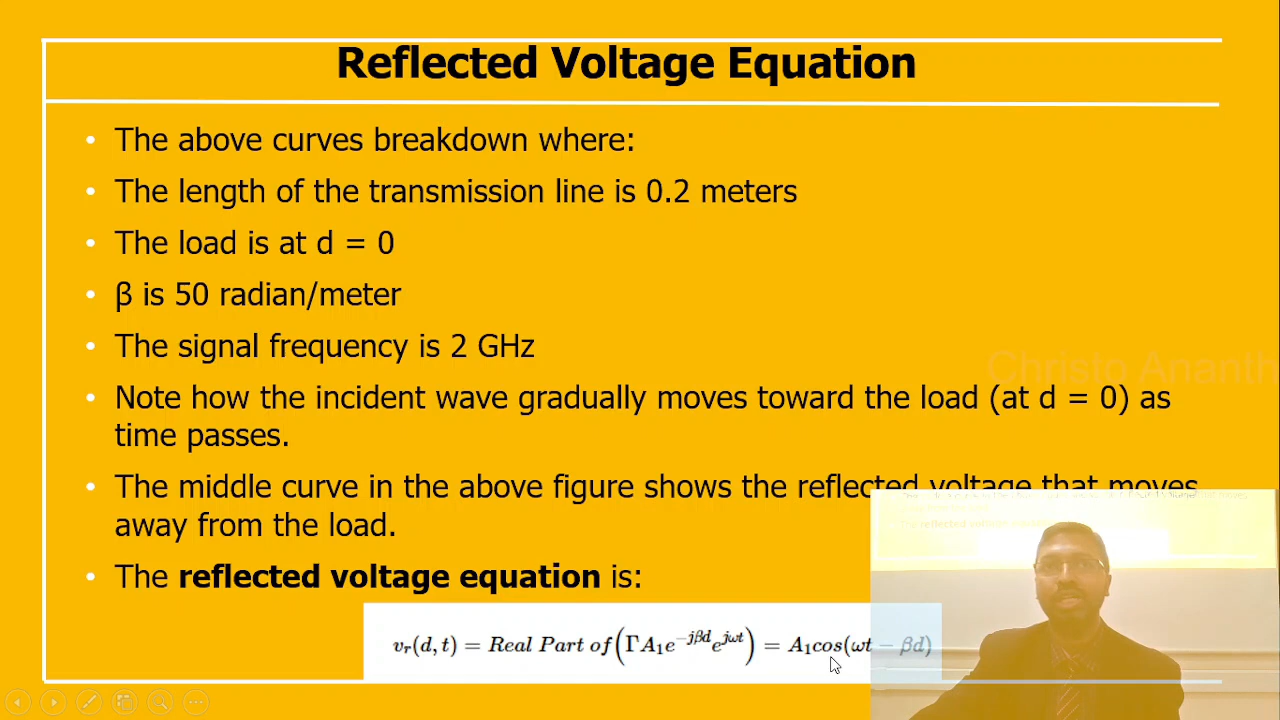 Reflected Voltage Equation
• The above curves breakdown where:
• The length of the transmission line is 0.2 meters
• The load is at d = 0
• β is 50 radian/meter
• The signal frequency is 2 GHz
Christo Ananth
• Note how the incident wave gradually moves toward the load (at d = 0) as
time passes.
• The middle curve in the above figure shows the reflected voltage that moves
away from the load.
• The reflected voltage equation is:
v_r(d, t) = Real Part of(ΓA₁e^{−jβd}e^{jωt}) = A₁cos(ωt − βd)